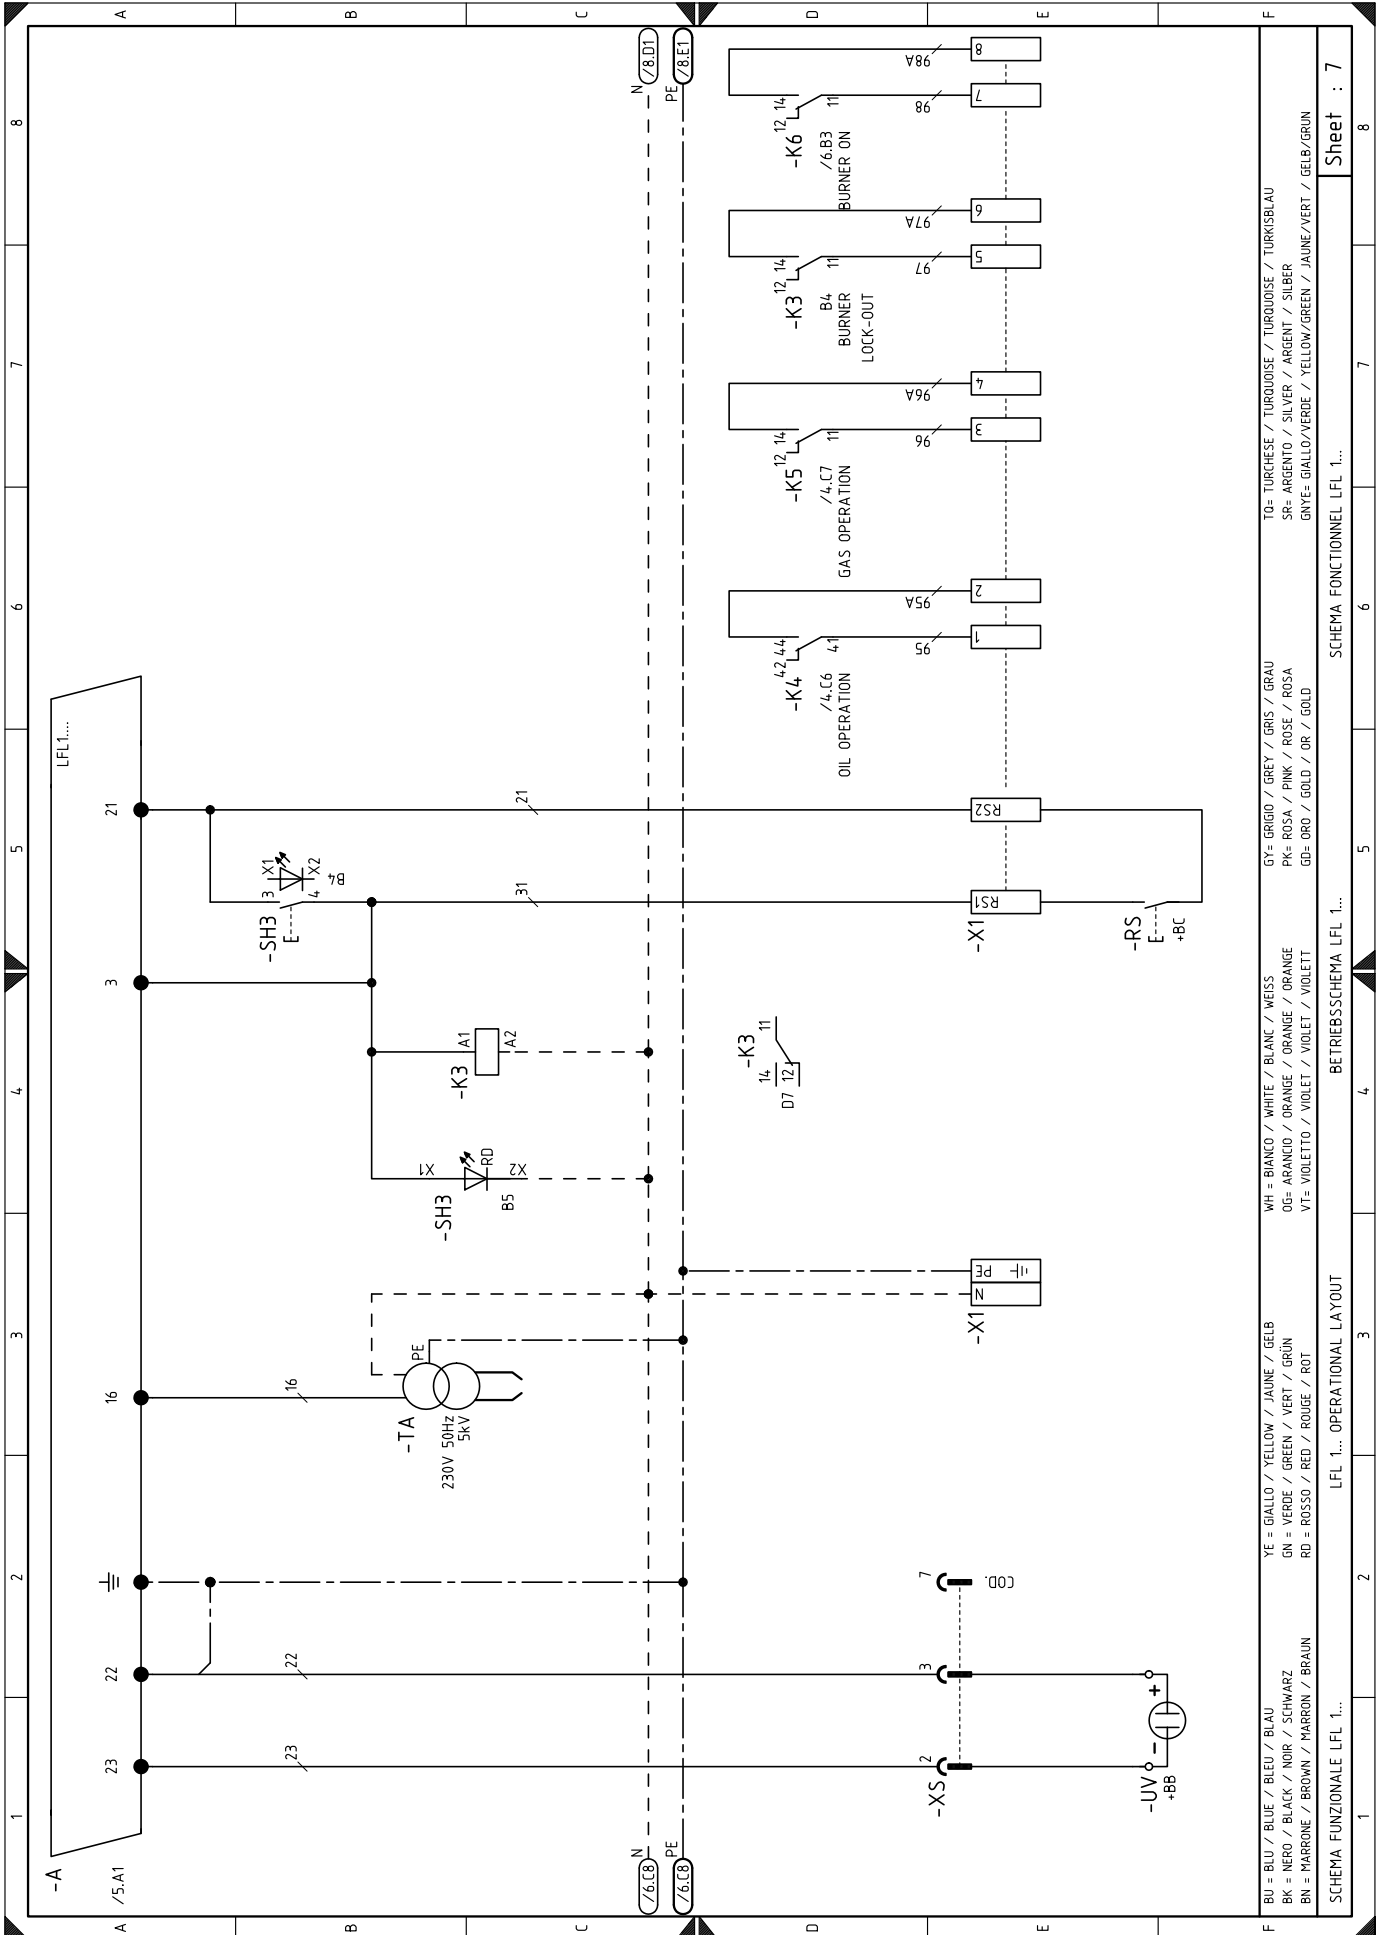 1 2 3 4 5 6 7 8
A
B
C
D
E
F
-A
/5.A1
LFL1....
23
22
16
3
21
23
22
16
-TA
230V 50Hz
5kV
PE
-SH3
X1
X2
RD
B5
-K3
A1
A2
-SH3
3
4
X1
X2
B4
31
21
/6.C8
N
/6.C8
PE
N
/8.D1
PE
/8.E1
-XS
2
3
7
COD.
-UV
+BB
-
+
-X1
N
PE
-K3
11
14
12
D7
-X1
RS1
RS2
-RS
+BC
-K4
42 44
41
/4.C6
OIL OPERATION
95
95A
1
2
-K5
12 14
11
/4.C7
GAS OPERATION
96
96A
3
4
-K3
12 14
11
B4
BURNER
LOCK-OUT
97
97A
5
6
-K6
12 14
11
/6.B3
BURNER ON
98
98A
7
8
BU = BLU / BLUE / BLEU / BLAU
BK = NERO / BLACK / NOIR / SCHWARZ
BN = MARRONE / BROWN / MARRON / BRAUN
YE = GIALLO / YELLOW / JAUNE / GELB
GN = VERDE / GREEN / VERT / GRÜN
RD = ROSSO / RED / ROUGE / ROT
WH = BIANCO / WHITE / BLANC / WEISS
OG= ARANCIO / ORANGE / ORANGE / ORANGE
VT= VIOLETTO / VIOLET / VIOLET / VIOLETT
GY= GRIGIO / GREY / GRIS / GRAU
PK= ROSA / PINK / ROSE / ROSA
GD= ORO / GOLD / OR / GOLD
TQ= TURCHESE / TURQUOISE / TURQUOISE / TURKISBLAU
SR= ARGENTO / SILVER / ARGENT / SILBER
GNYE= GIALLO/VERDE / YELLOW/GREEN / JAUNE/VERT / GELB/GRUN
SCHEMA FUNZIONALE LFL 1...
LFL 1... OPERATIONAL LAYOUT
BETRIEBSSCHEMA LFL 1...
SCHEMA FONCTIONNEL LFL 1...
Sheet : 7
1 2 3 4 5 6 7 8
A
B
C
D
E
F